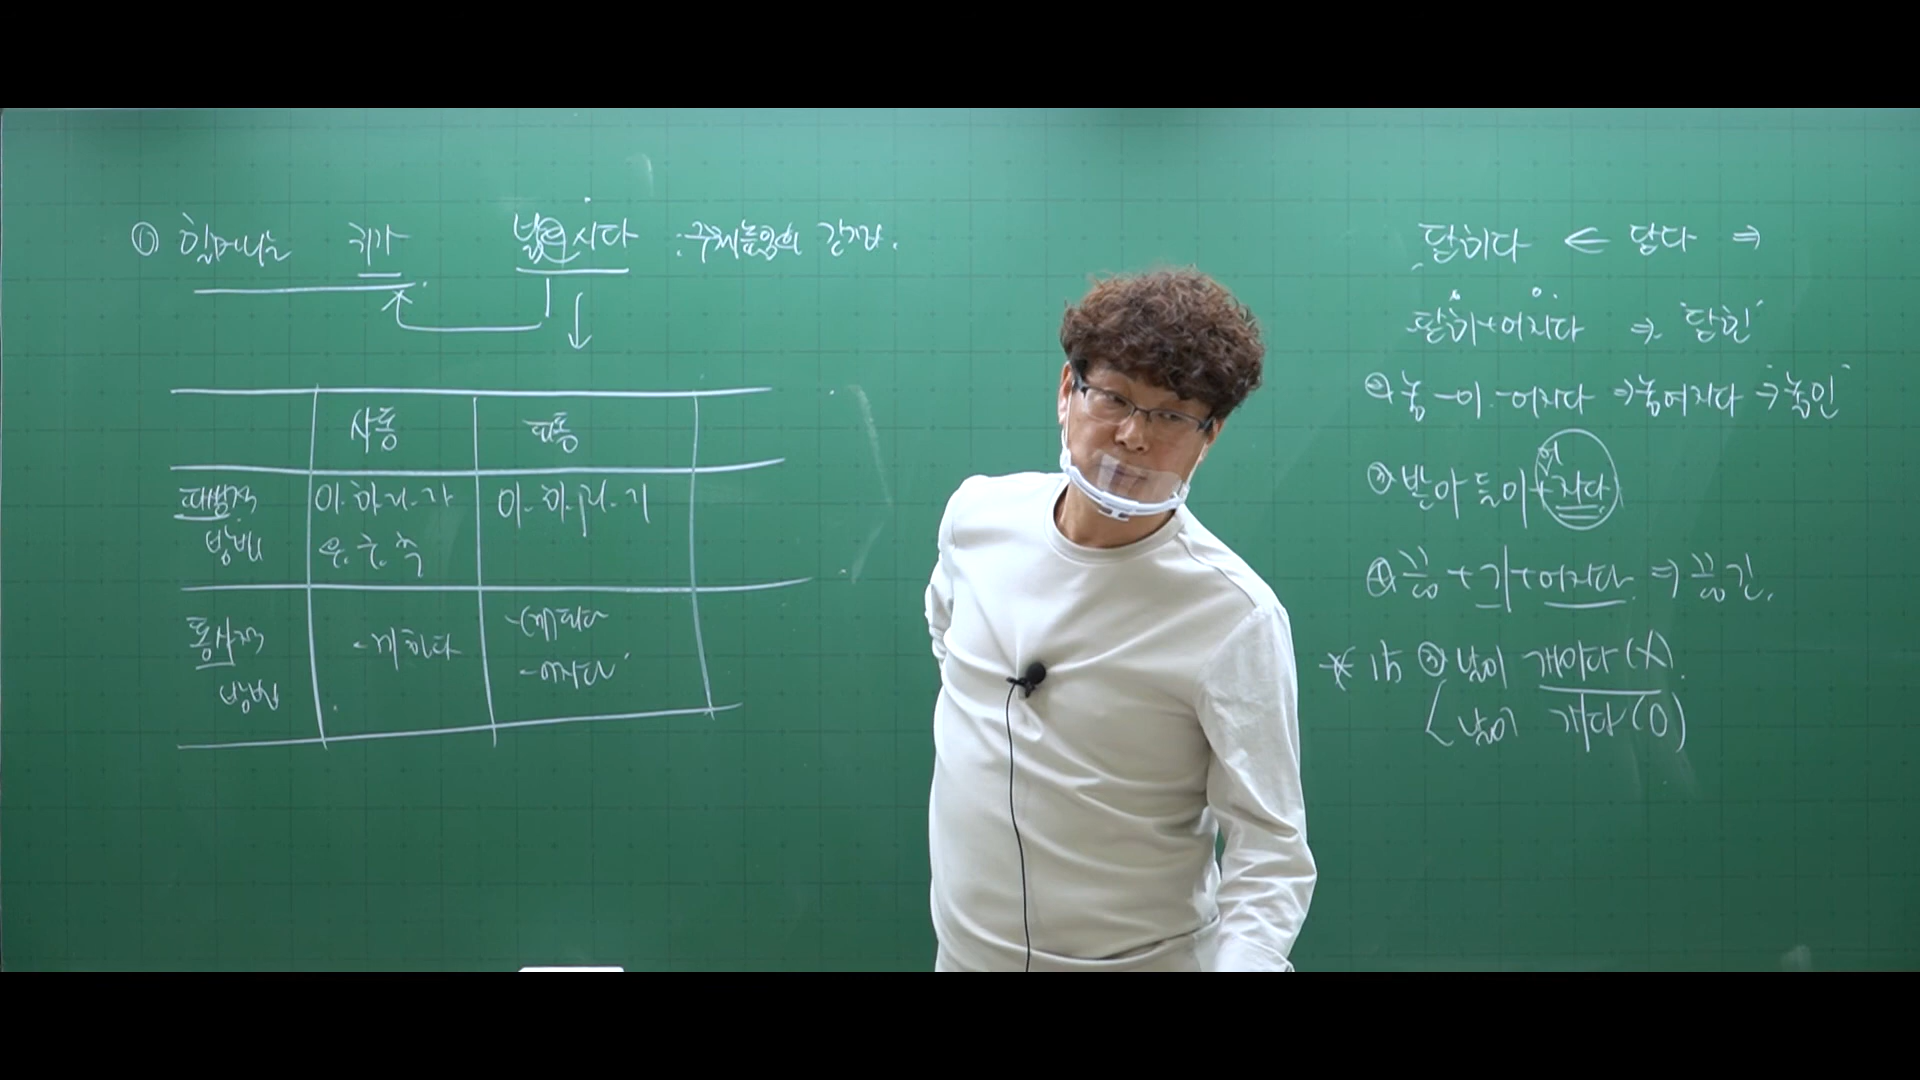 ① 할머니는 키가 넓으시다 : 주체높임의 간접.
사동 피동
파생적 이-히-리-기 이-히-리-기
방법 우.구.추
통사적 -게 하다 -(게)되다
방법 -어지다
닫히다 ⇐ 닫다 ⇒
닫히+어지다 ⇒ "닫힌"
② 놓-이-어지다 ⇒ 놓여지다 ⇒ "놓인"
③ 받아들이+어지다
④ 끊+기+어지다 ⇒ 끊긴.
* 15 ③ 날이 개이다(X).
날이 개다(O)